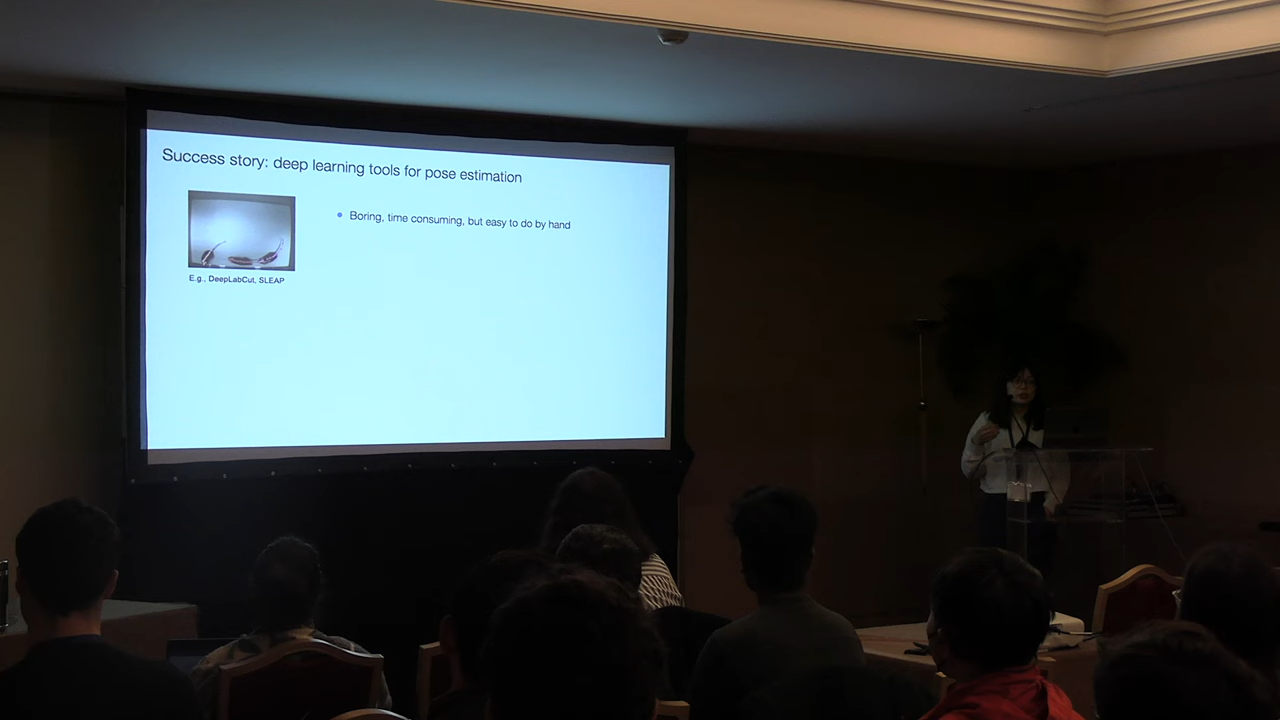 Success story: deep learning tools for pose estimation
• Boring, time consuming, but easy to do by hand
E.g., DeepLabCut, SLEAP